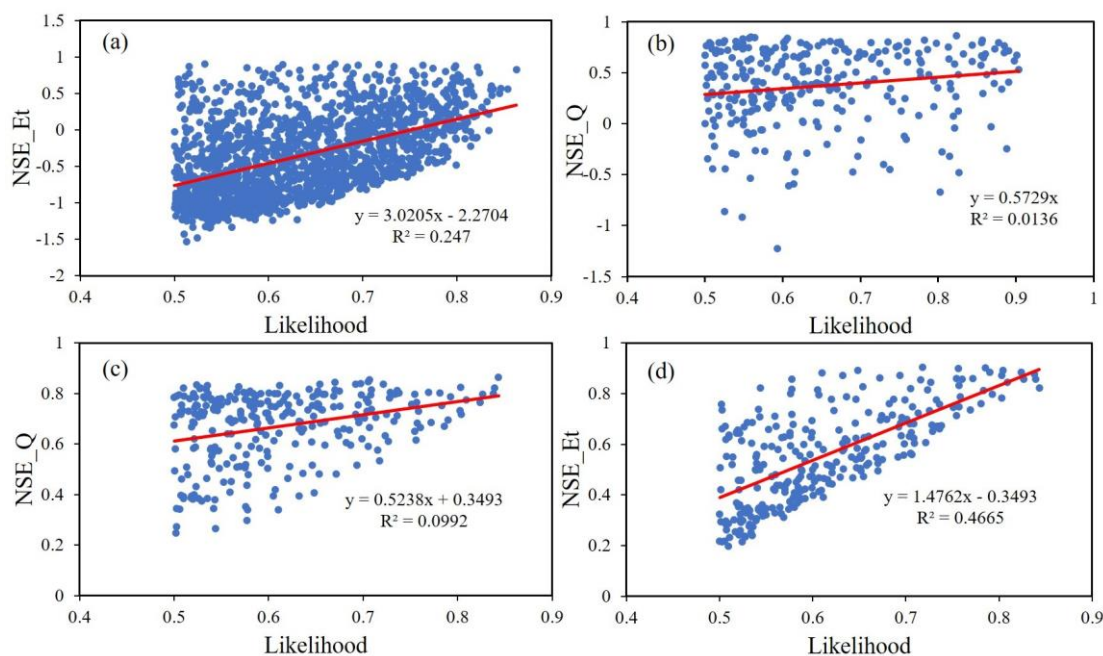 (a)
NSE_Et
1.5
1
0.5
0
-0.5
-1
-1.5
-2
y = 3.0205x - 2.2704
R² = 0.247
0.4 0.5 0.6 0.7 0.8 0.9
Likelihood
(b)
NSE_Q
1
0.5
0
-0.5
-1
-1.5
y = 0.5729x
R² = 0.0136
0.4 0.5 0.6 0.7 0.8 0.9 1
Likelihood
(c)
NSE_Q
1
0.8
0.6
0.4
0.2
0
y = 0.5238x + 0.3493
R² = 0.0992
0.4 0.5 0.6 0.7 0.8 0.9
Likelihood
(d)
NSE_Et
1
0.8
0.6
0.4
0.2
0
y = 1.4762x - 0.3493
R² = 0.4665
0.4 0.5 0.6 0.7 0.8 0.9
Likelihood